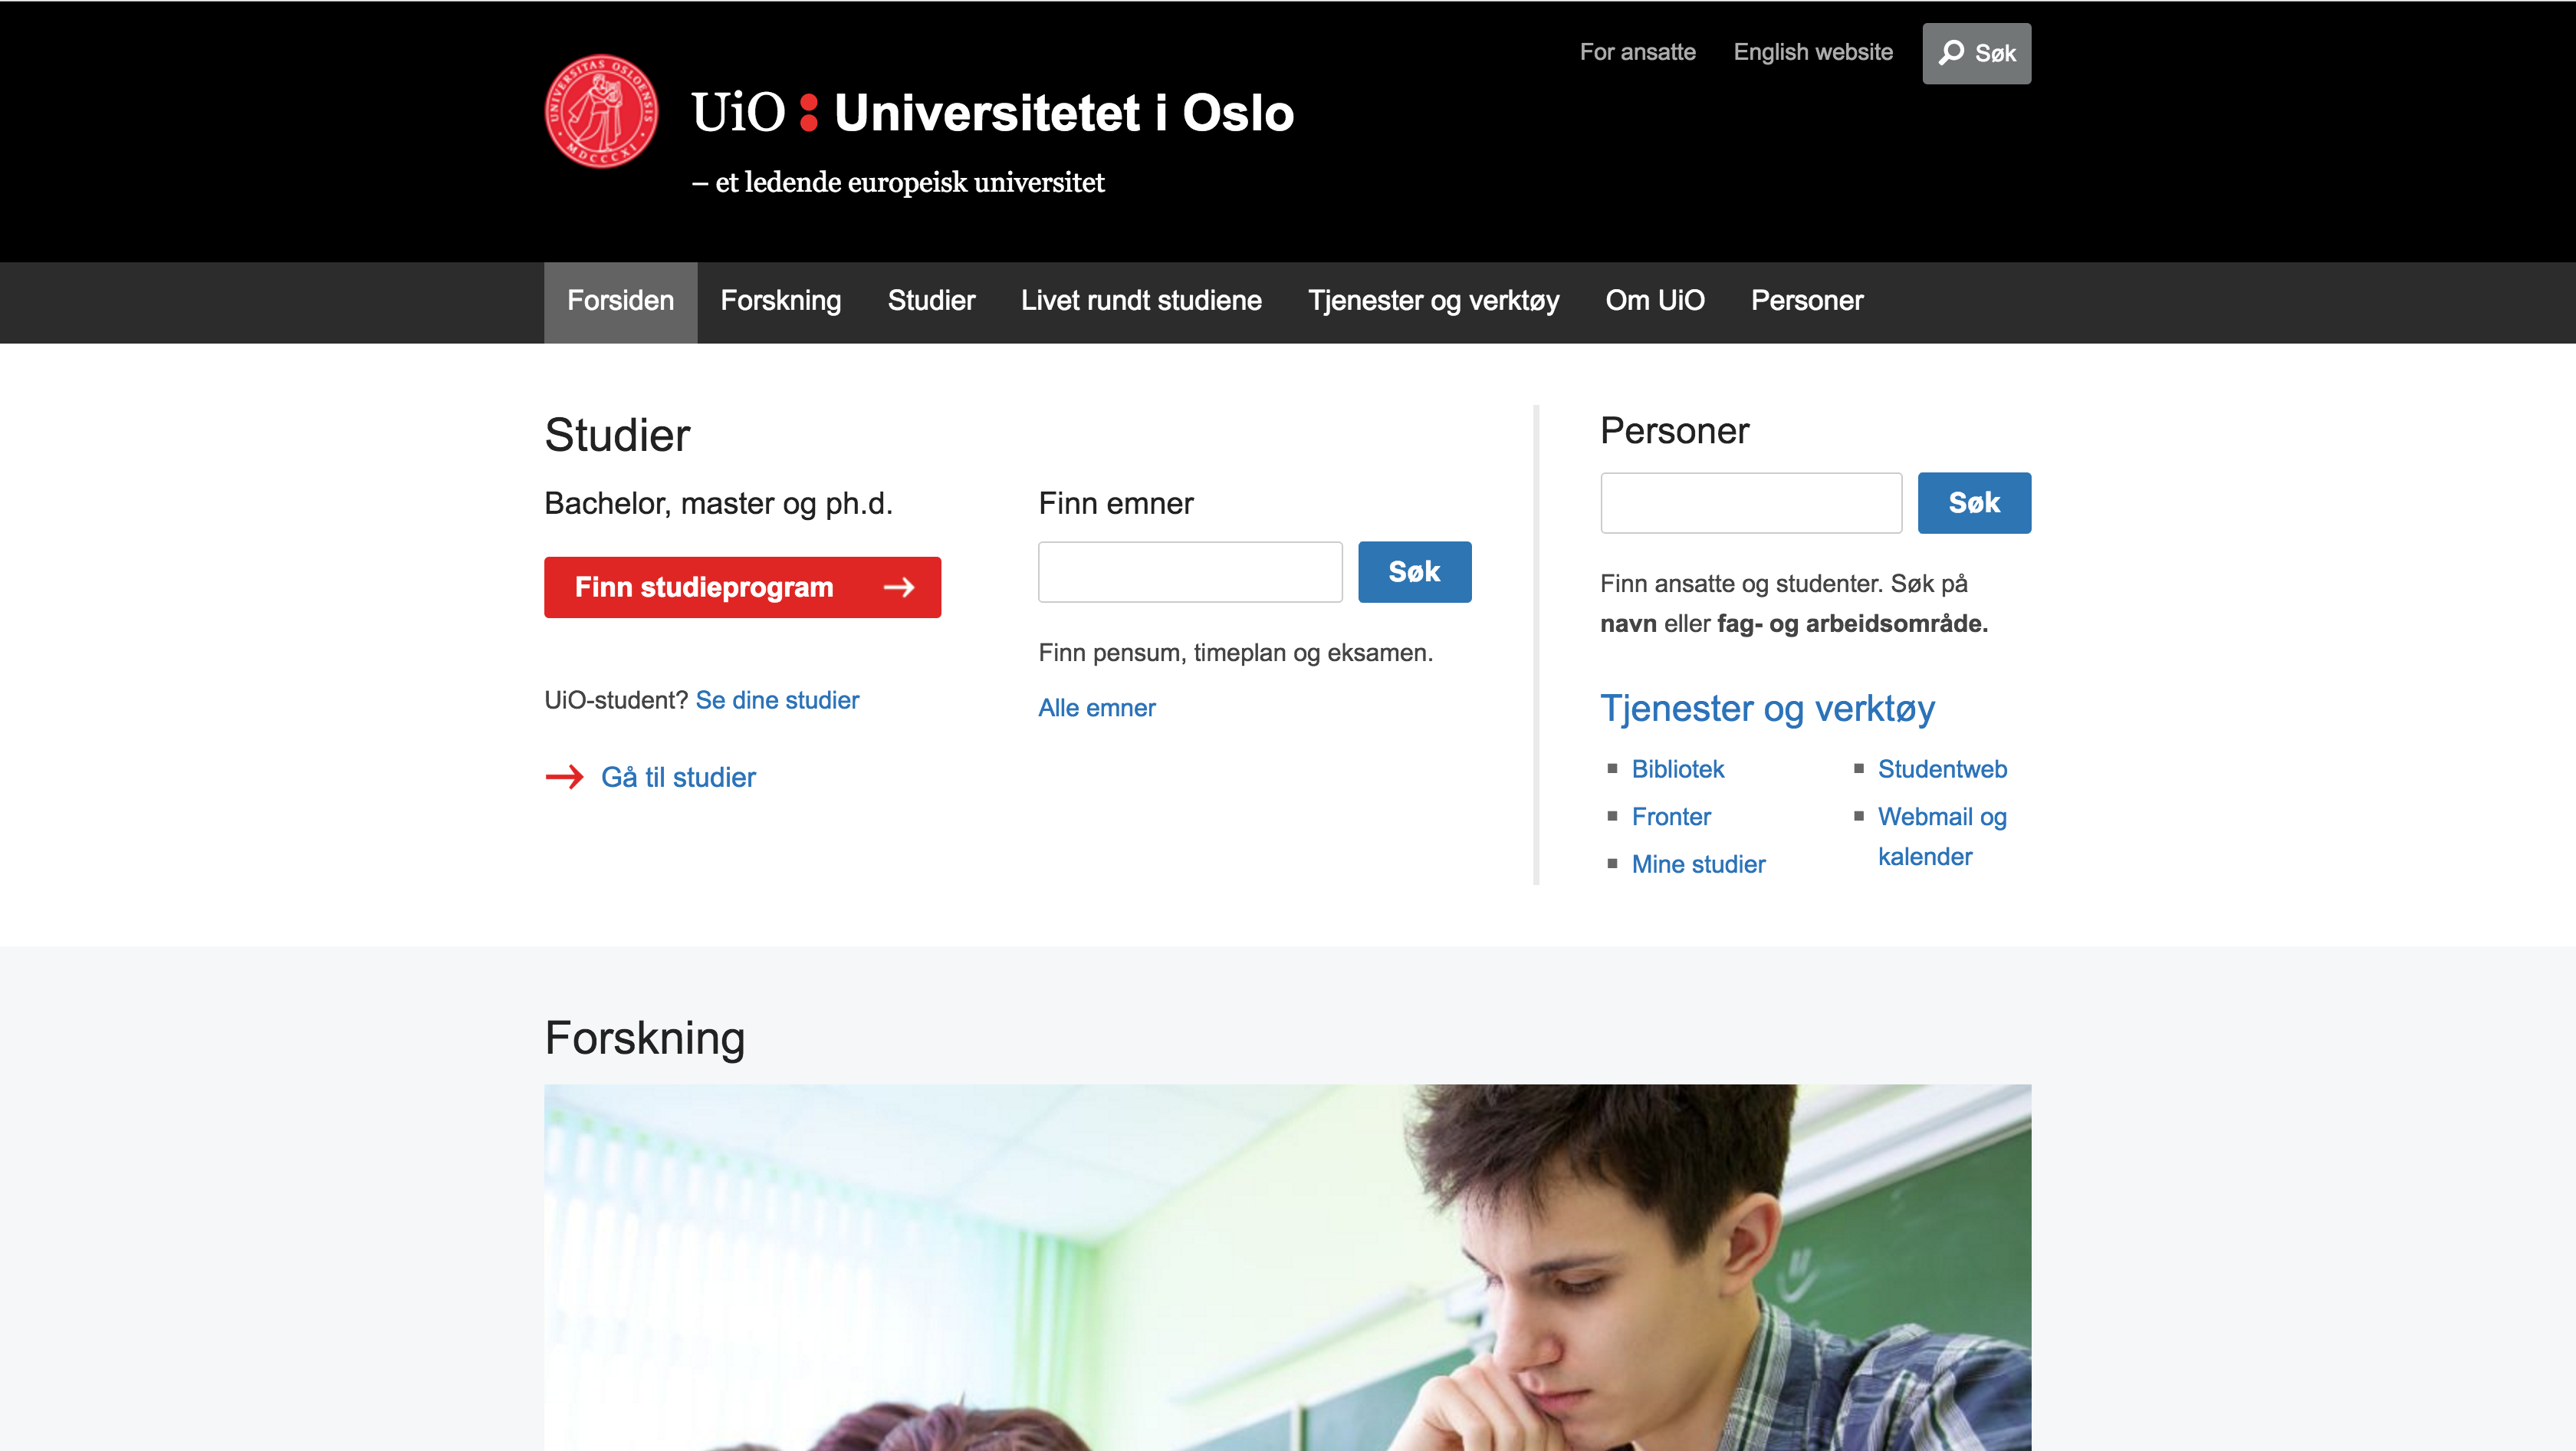 For ansatte English website Søk
UNIVERSITAS OSLOENSIS
MDCCCXI
UiO : Universitetet i Oslo
– et ledende europeisk universitet
Forsiden Forskning Studier Livet rundt studiene Tjenester og verktøy Om UiO Personer
Studier
Bachelor, master og ph.d.
Finn studieprogram
UiO-student? Se dine studier
Gå til studier
Finn emner
Søk
Finn pensum, timeplan og eksamen.
Alle emner
Personer
Søk
Finn ansatte og studenter. Søk på
navn eller fag- og arbeidsområde.
Tjenester og verktøy
Bibliotek
Fronter
Mine studier
Studentweb
Webmail og
kalender
Forskning